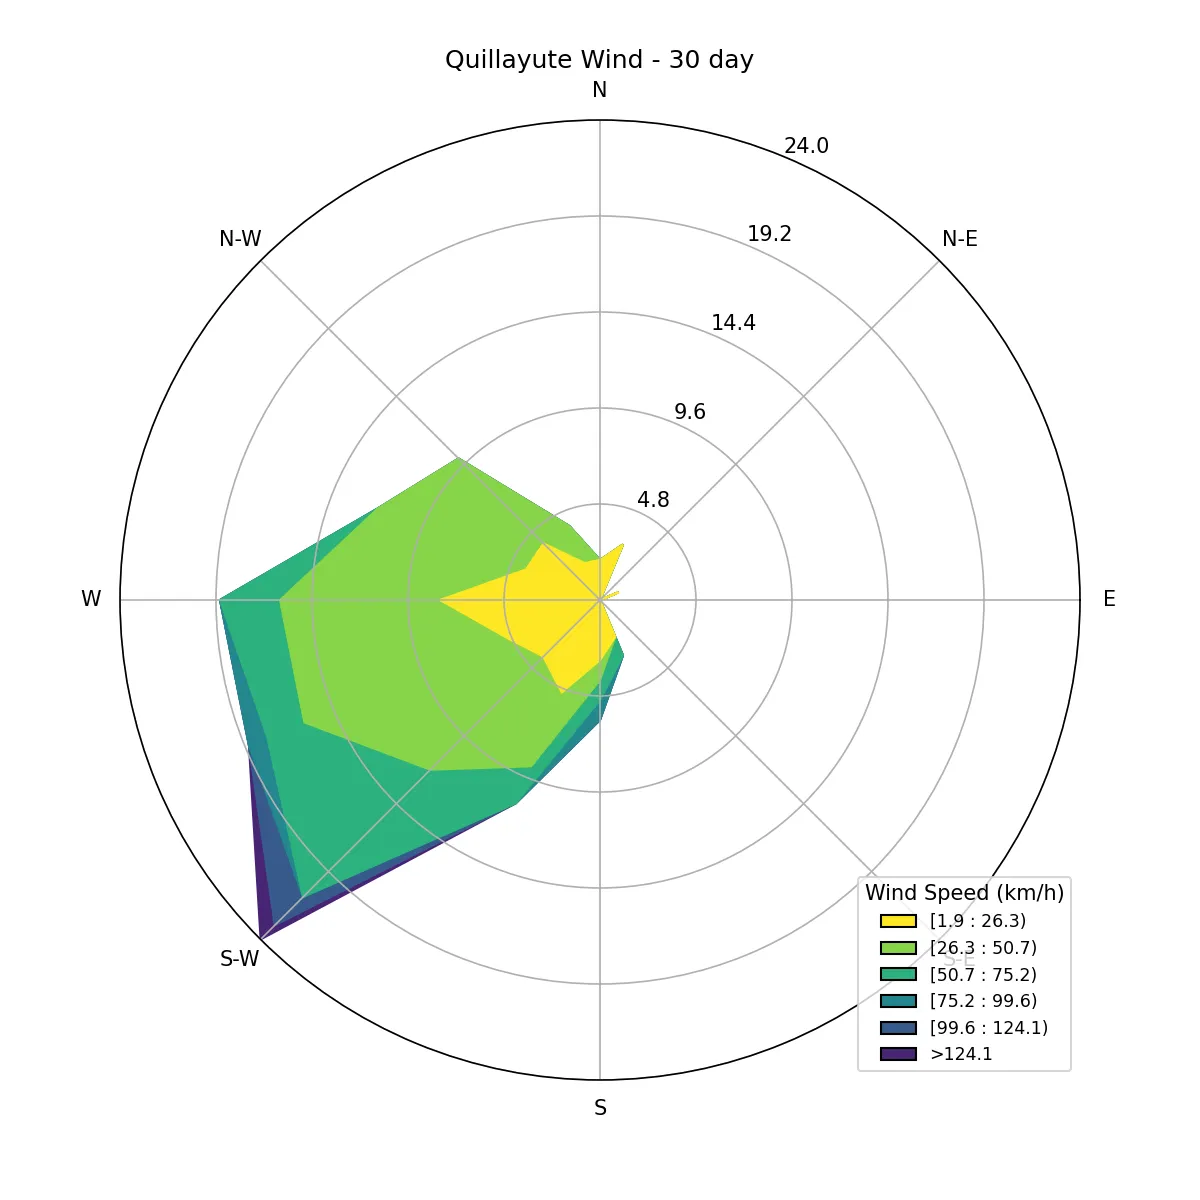 Quillayute Wind - 30 day
N
24.0
19.2
N-W
N-E
14.4
9.6
4.8
W
E
Wind Speed (km/h)
[1.9 : 26.3)
[26.3 : 50.7)
S-W
S-E
[50.7 : 75.2)
[75.2 : 99.6)
[99.6 : 124.1)
>124.1
S